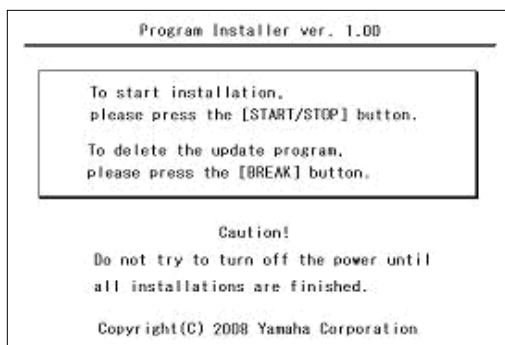 Program Installer ver. 1.00
To start installation,
please press the [START/STOP] button.
To delete the update program,
please press the [BREAK] button.
Caution!
Do not try to turn off the power until
all installations are finished.
Copyright(C) 2008 Yamaha Corporation